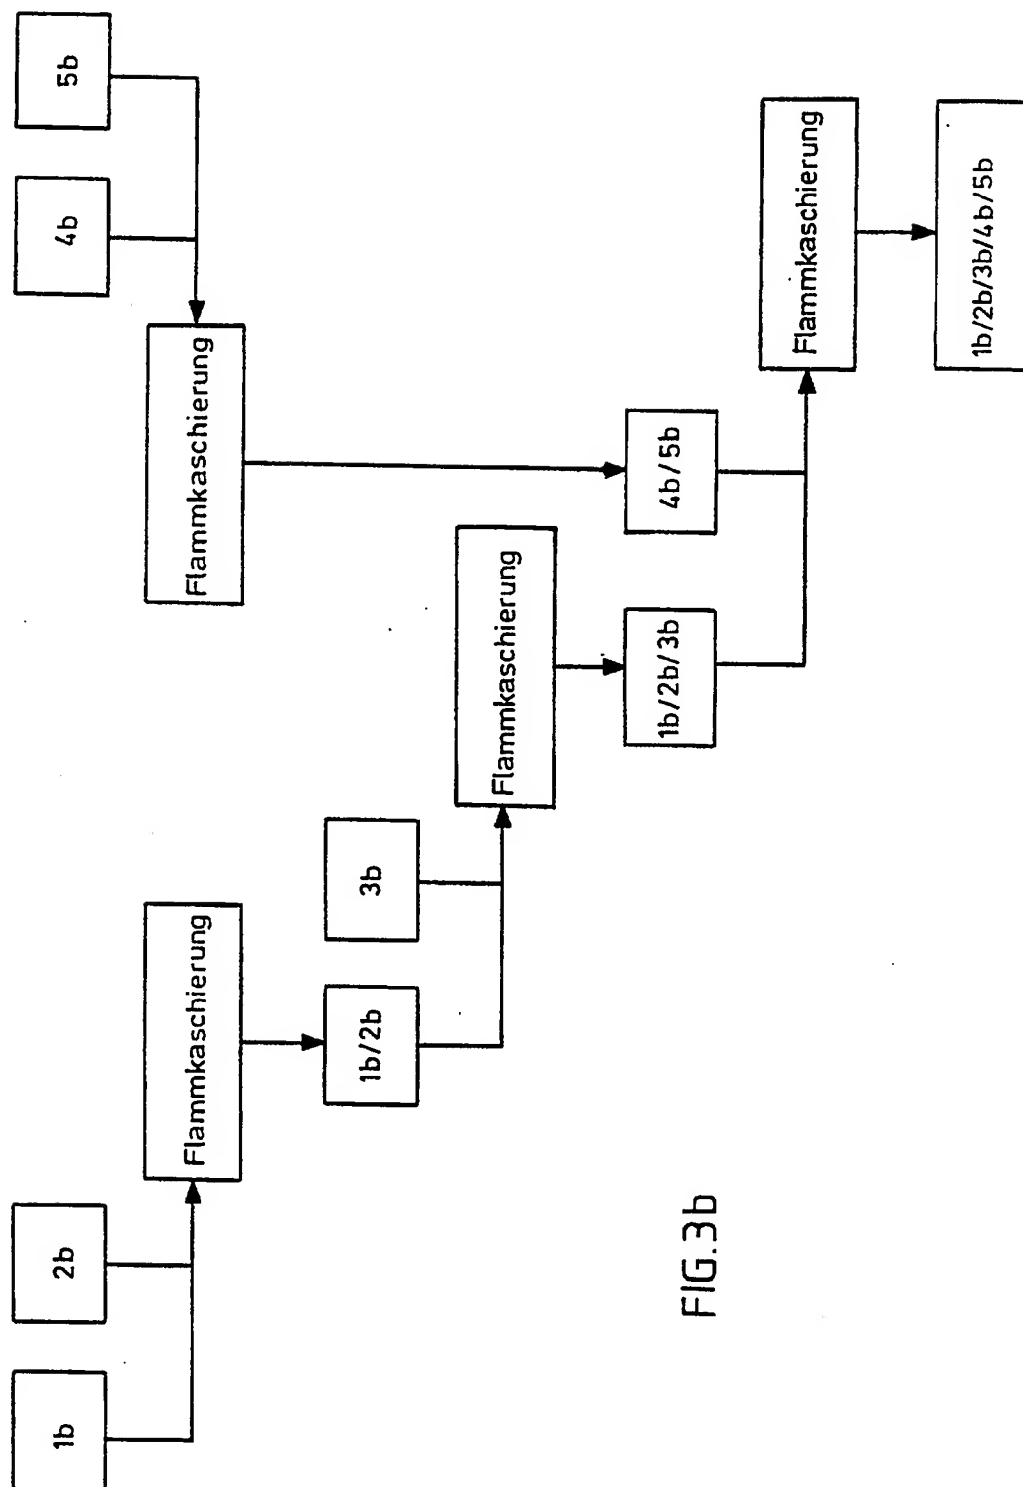 1b
2b
4b
5b
Flammkaschierung
Flammkaschierung
1b/2b
3b
Flammkaschierung
1b/2b/3b
4b/5b
Flammkaschierung
1b/2b/3b/4b/5b
FIG.3b